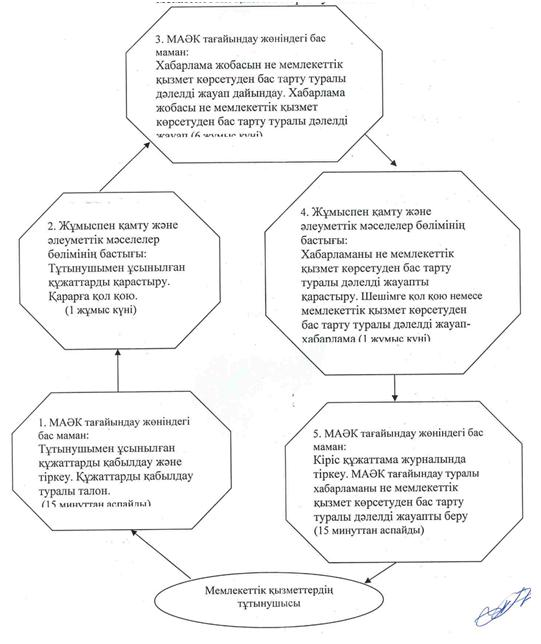 3. МАӘК тағайындау жөніндегі бас
маман:
Хабарлама жобасын не мемлекеттік
қызмет көрсетуден бас тарту туралы
дәлелді жауап дайындау. Хабарлама
жобасы не мемлекеттік қызмет
көрсетуден бас тарту туралы дәлелді
жауап (6 жұмыс күні)
2. Жұмыспен қамту және
әлеуметтік мәселелер
бөлімінің бастығы:
Тұтынушымен ұсынылған
құжаттарды қарастыру.
Қарарға қол қою.
(1 жұмыс күні)
4. Жұмыспен қамту және
әлеуметтік мәселелер бөлімінің
бастығы:
Хабарламаны не мемлекеттік
қызмет көрсетуден бас тарту
туралы дәлелді жауапты
қарастыру. Шешімге қол қою немесе
мемлекеттік қызмет көрсетуден
бас тарту туралы дәлелді жауап-
хабарлама (1 жұмыс күні)
1. МАӘК тағайындау жөніндегі
бас маман:
Тұтынушымен ұсынылған
құжаттарды қабылдау және
тіркеу. Құжаттарды қабылдау
туралы талон.
(15 минуттан аспайды)
5. МАӘК тағайындау жөніндегі бас
маман:
Кіріс құжаттама журналында
тіркеу. МАӘК тағайындау туралы
хабарламаны не мемлекеттік
қызмет көрсетуден бас тарту
туралы дәлелді жауапты беру
(15 минуттан аспайды)
Мемлекеттік қызметтердің
тұтынушысы